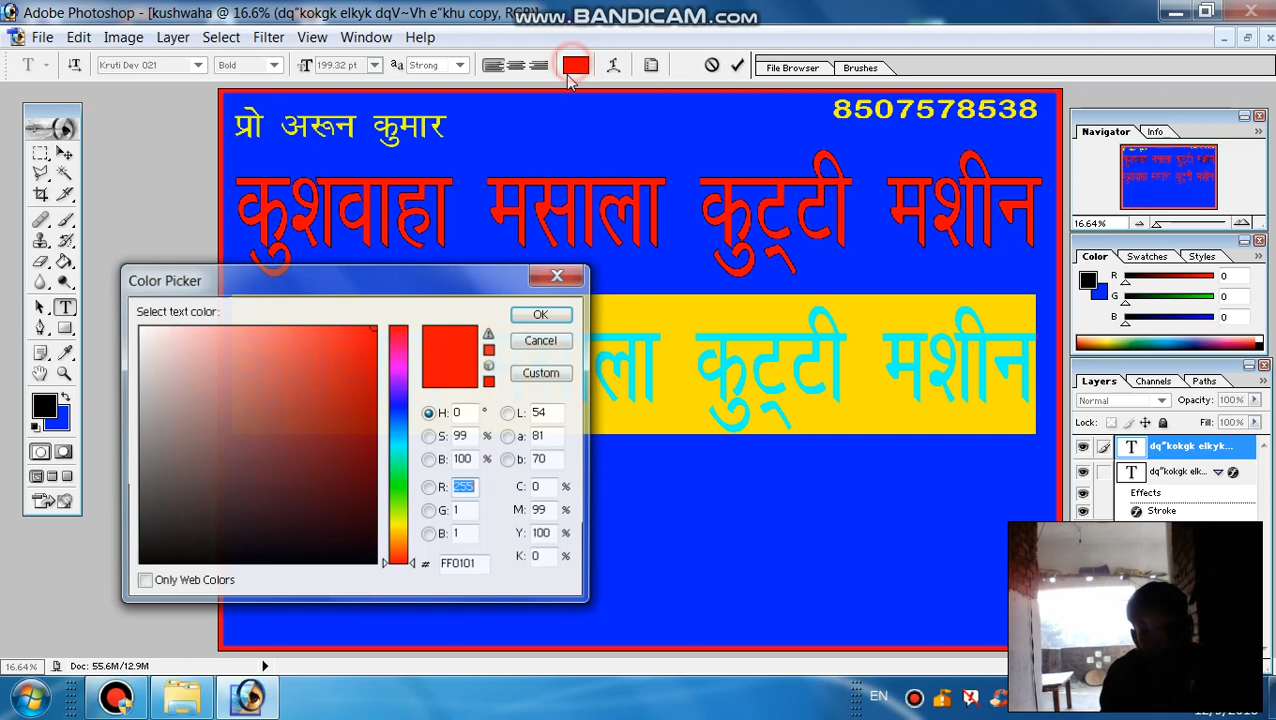 Adobe Photoshop - [kushwaha @ 16.6% (dq"kokgk elkyk dqV~Vh e"khu copy, RGB)]
www.BANDICAM.com
File Edit Image Layer Select Filter View Window Help
Kruti Dev 021 Bold 199.32 pt aa Strong File Browser Brushes
प्रो अरून कुमार
8507578538
कुशवाहा मसाला कुट्टी मशीन
ला कुट्टी मशीन
Color Picker
Select text color:
OK
Cancel
Custom
H: 0 °
S: 99 %
B: 100 %
R: 255
G: 1
B: 1
L: 54
a: 81
b: 70
C: 0 %
M: 99 %
Y: 100 %
K: 0 %
# FF0101
Only Web Colors
Navigator Info
16.64%
Color Swatches Styles
R 0
G 0
B 0
Layers Channels Paths
Normal Opacity: 100%
Lock: Fill: 100%
T dq"kokgk elkyk...
T dq"kokgk elk...
Effects
Stroke
16.64% Doc: 55.6M/12.9M
EN